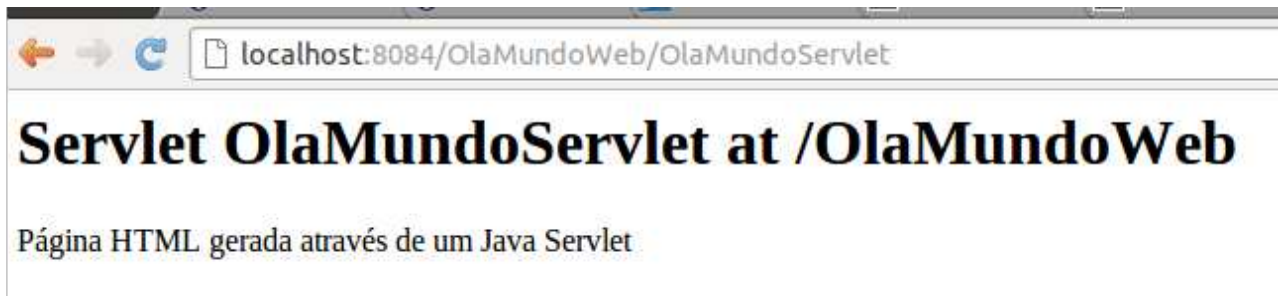 localhost:8084/OlaMundoWeb/OlaMundoServlet
Servlet OlaMundoServlet at /OlaMundoWeb
Página HTML gerada através de um Java Servlet